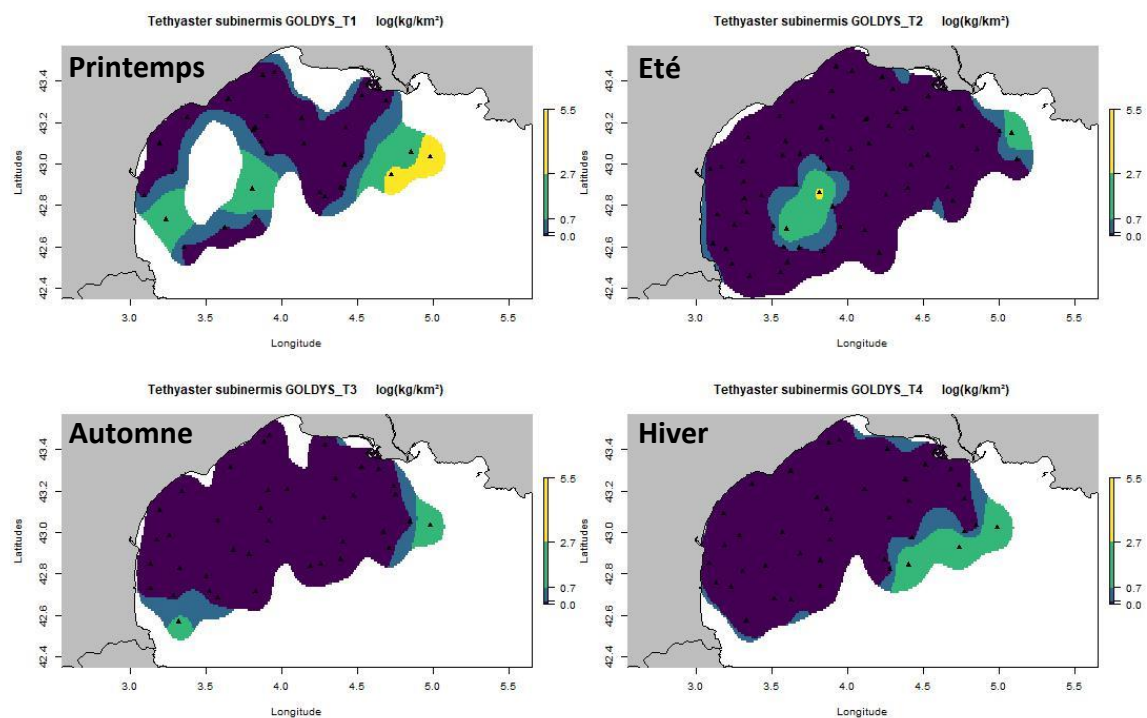 Tethyaster subinermis GOLDYS_T1 log(kg/km²)
Printemps
43.4
43.2
43.0
42.8
42.6
42.4
Latitudes
3.0 3.5 4.0 4.5 5.0 5.5
Longitude
5.5
2.7
0.7
0.0
Tethyaster subinermis GOLDYS_T2 log(kg/km²)
Eté
43.4
43.2
43.0
42.8
42.6
42.4
Latitudes
3.0 3.5 4.0 4.5 5.0 5.5
Longitude
5.5
2.7
0.7
0.0
Tethyaster subinermis GOLDYS_T3 log(kg/km²)
Automne
43.4
43.2
43.0
42.8
42.6
42.4
Latitudes
3.0 3.5 4.0 4.5 5.0 5.5
Longitude
5.5
2.7
0.7
0.0
Tethyaster subinermis GOLDYS_T4 log(kg/km²)
Hiver
43.4
43.2
43.0
42.8
42.6
42.4
Latitudes
3.0 3.5 4.0 4.5 5.0 5.5
Longitude
5.5
2.7
0.7
0.0